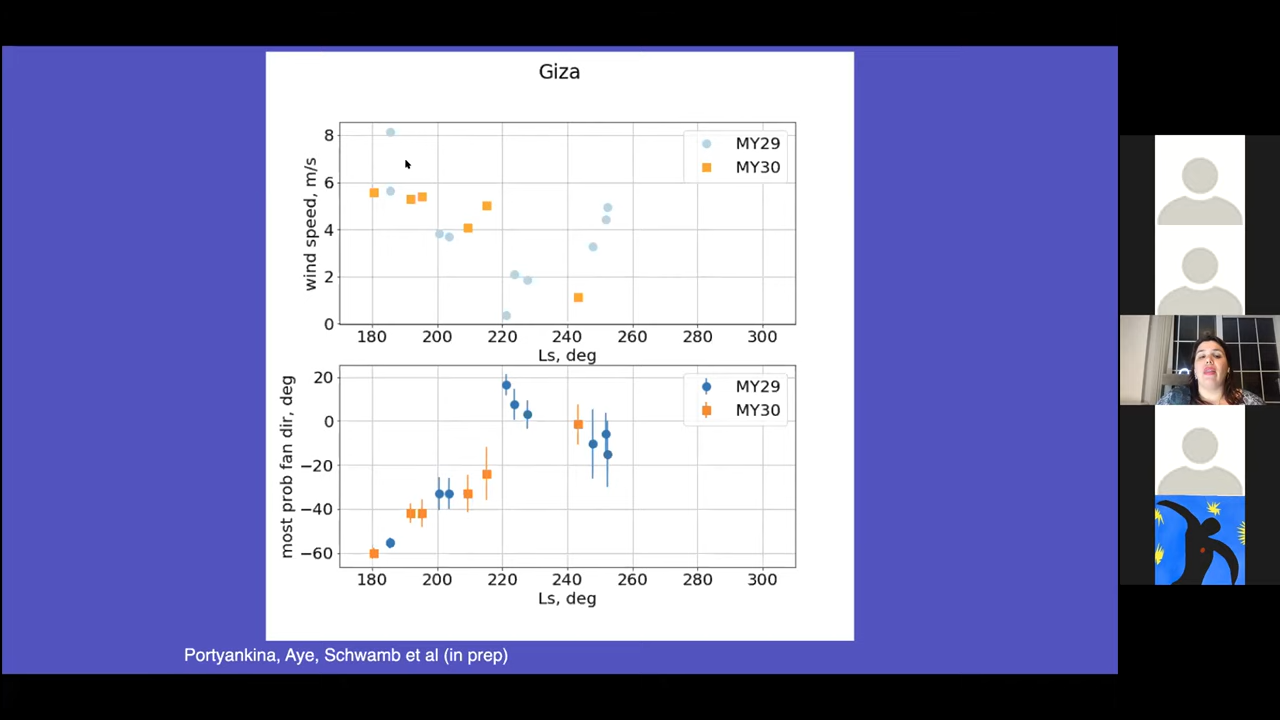 Giza
wind speed, m/s
8
6
4
2
0
MY29
MY30
180 200 220 240 260 280 300
Ls, deg
most prob fan dir, deg
20
0
−20
−40
−60
MY29
MY30
180 200 220 240 260 280 300
Ls, deg
Portyankina, Aye, Schwamb et al (in prep)